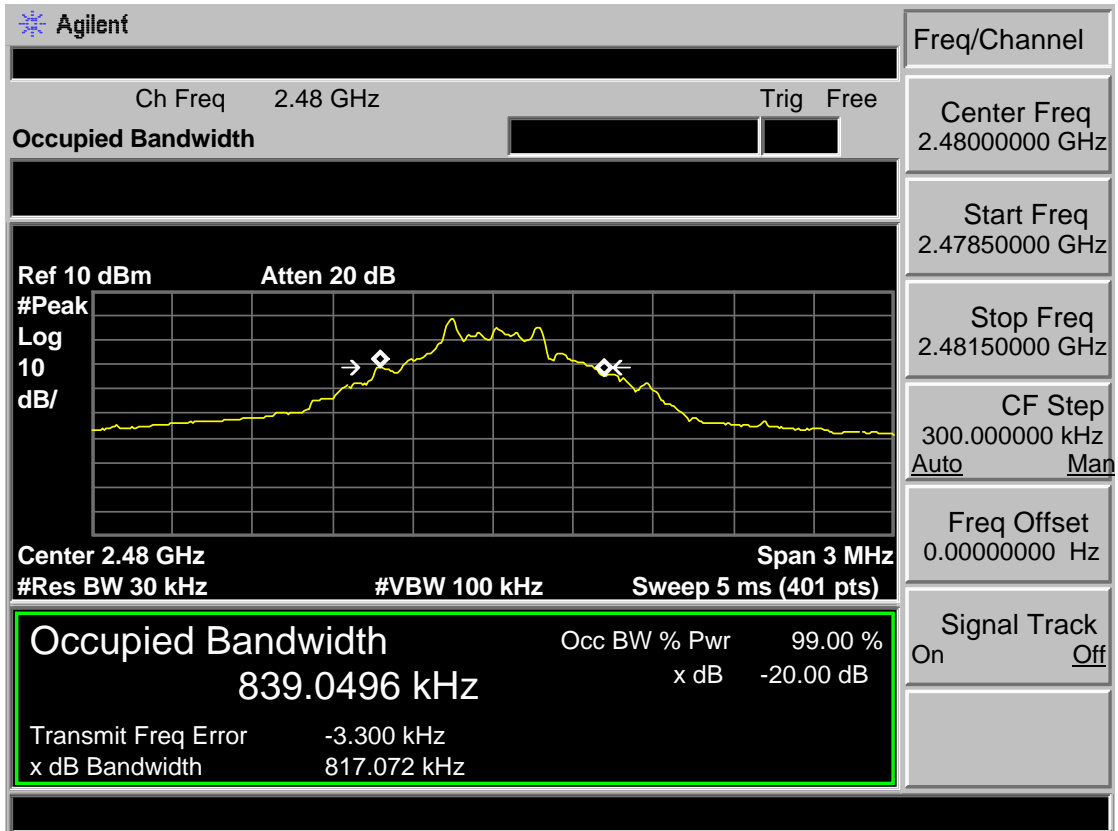 Agilent
Freq/Channel
Ch Freq 2.48 GHz Trig Free
Occupied Bandwidth
Center Freq
2.48000000 GHz
Start Freq
2.47850000 GHz
Stop Freq
2.48150000 GHz
CF Step
300.000000 kHz
Auto Man
Freq Offset
0.00000000 Hz
Signal Track
On Off
Ref 10 dBm Atten 20 dB
#Peak
Log
10
dB/
Center 2.48 GHz Span 3 MHz
#Res BW 30 kHz #VBW 100 kHz Sweep 5 ms (401 pts)
Occupied Bandwidth Occ BW % Pwr 99.00 %
839.0496 kHz x dB -20.00 dB
Transmit Freq Error -3.300 kHz
x dB Bandwidth 817.072 kHz